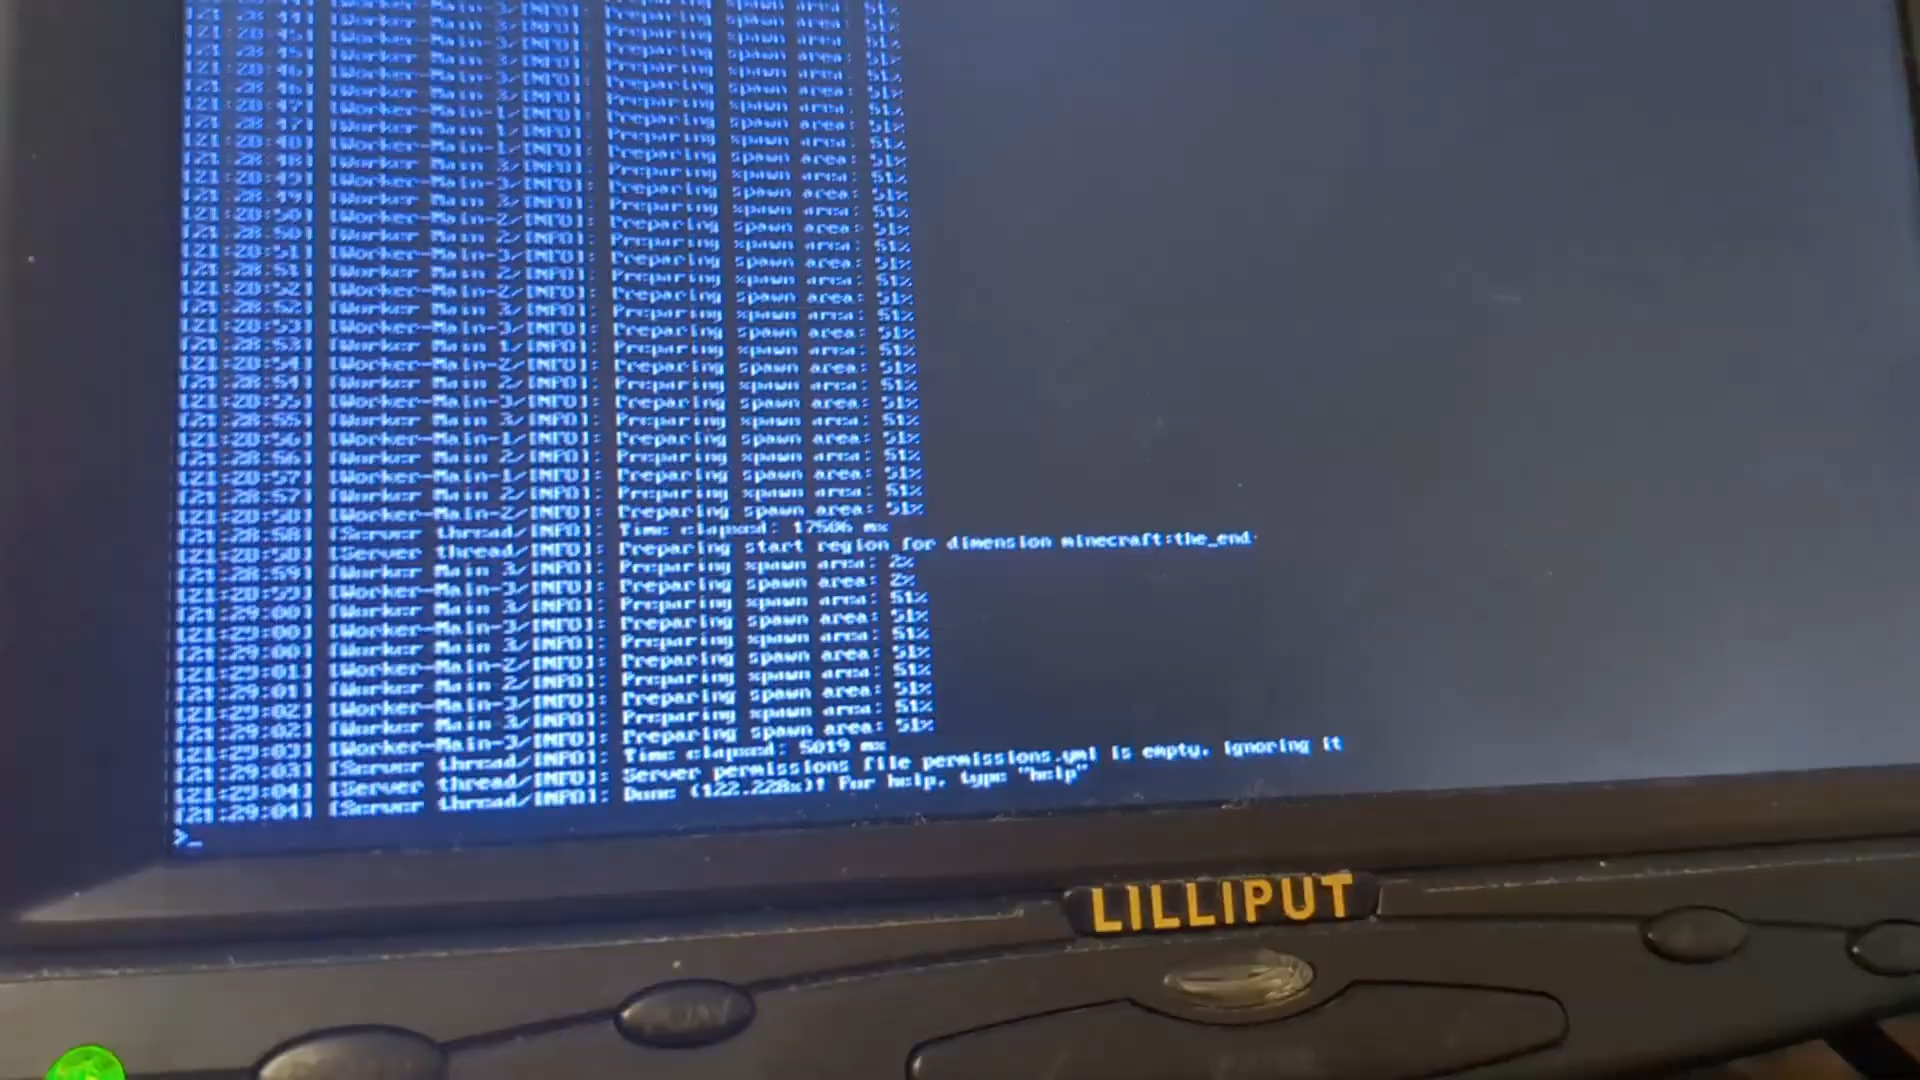 [21:28:45] [Worker-Main-3/INFO]: Preparing spawn area: 51%
[21:28:45] [Worker-Main-3/INFO]: Preparing spawn area: 51%
[21:28:46] [Worker-Main-3/INFO]: Preparing spawn area: 51%
[21:28:46] [Worker-Main-3/INFO]: Preparing spawn area: 51%
[21:28:47] [Worker-Main-1/INFO]: Preparing spawn area: 51%
[21:28:47] [Worker-Main-1/INFO]: Preparing spawn area: 51%
[21:28:48] [Worker-Main-1/INFO]: Preparing spawn area: 51%
[21:28:48] [Worker-Main-3/INFO]: Preparing spawn area: 51%
[21:28:49] [Worker-Main-3/INFO]: Preparing spawn area: 51%
[21:28:49] [Worker-Main-3/INFO]: Preparing spawn area: 51%
[21:28:50] [Worker-Main-2/INFO]: Preparing spawn area: 51%
[21:28:50] [Worker-Main-2/INFO]: Preparing spawn area: 51%
[21:28:51] [Worker-Main-3/INFO]: Preparing spawn area: 51%
[21:28:51] [Worker-Main-2/INFO]: Preparing spawn area: 51%
[21:28:52] [Worker-Main-2/INFO]: Preparing spawn area: 51%
[21:28:52] [Worker-Main-3/INFO]: Preparing spawn area: 51%
[21:28:53] [Worker-Main-3/INFO]: Preparing spawn area: 51%
[21:28:53] [Worker-Main-1/INFO]: Preparing spawn area: 51%
[21:28:54] [Worker-Main-2/INFO]: Preparing spawn area: 51%
[21:28:54] [Worker-Main-2/INFO]: Preparing spawn area: 51%
[21:28:55] [Worker-Main-3/INFO]: Preparing spawn area: 51%
[21:28:55] [Worker-Main-3/INFO]: Preparing spawn area: 51%
[21:28:56] [Worker-Main-1/INFO]: Preparing spawn area: 51%
[21:28:56] [Worker-Main-2/INFO]: Preparing spawn area: 51%
[21:28:57] [Worker-Main-1/INFO]: Preparing spawn area: 51%
[21:28:57] [Worker-Main-2/INFO]: Preparing spawn area: 51%
[21:28:58] [Worker-Main-2/INFO]: Preparing spawn area: 51%
[21:28:58] [Server thread/INFO]: Time elapsed: 17506 ms
[21:28:58] [Server thread/INFO]: Preparing start region for dimension minecraft:the_end
[21:28:59] [Worker-Main-3/INFO]: Preparing spawn area: 2%
[21:28:59] [Worker-Main-3/INFO]: Preparing spawn area: 2%
[21:29:00] [Worker-Main-3/INFO]: Preparing spawn area: 51%
[21:29:00] [Worker-Main-3/INFO]: Preparing spawn area: 51%
[21:29:00] [Worker-Main-3/INFO]: Preparing spawn area: 51%
[21:29:01] [Worker-Main-2/INFO]: Preparing spawn area: 51%
[21:29:01] [Worker-Main-2/INFO]: Preparing spawn area: 51%
[21:29:02] [Worker-Main-3/INFO]: Preparing spawn area: 51%
[21:29:02] [Worker-Main-3/INFO]: Preparing spawn area: 51%
[21:29:03] [Worker-Main-3/INFO]: Preparing spawn area: 51%
[21:29:03] [Server thread/INFO]: Time elapsed: 5019 ms
[21:29:04] [Server thread/INFO]: Server permissions file permissions.yml is empty, ignoring it
[21:29:04] [Server thread/INFO]: Done (122.228s)! For help, type "help"
>_
LILLIPUT